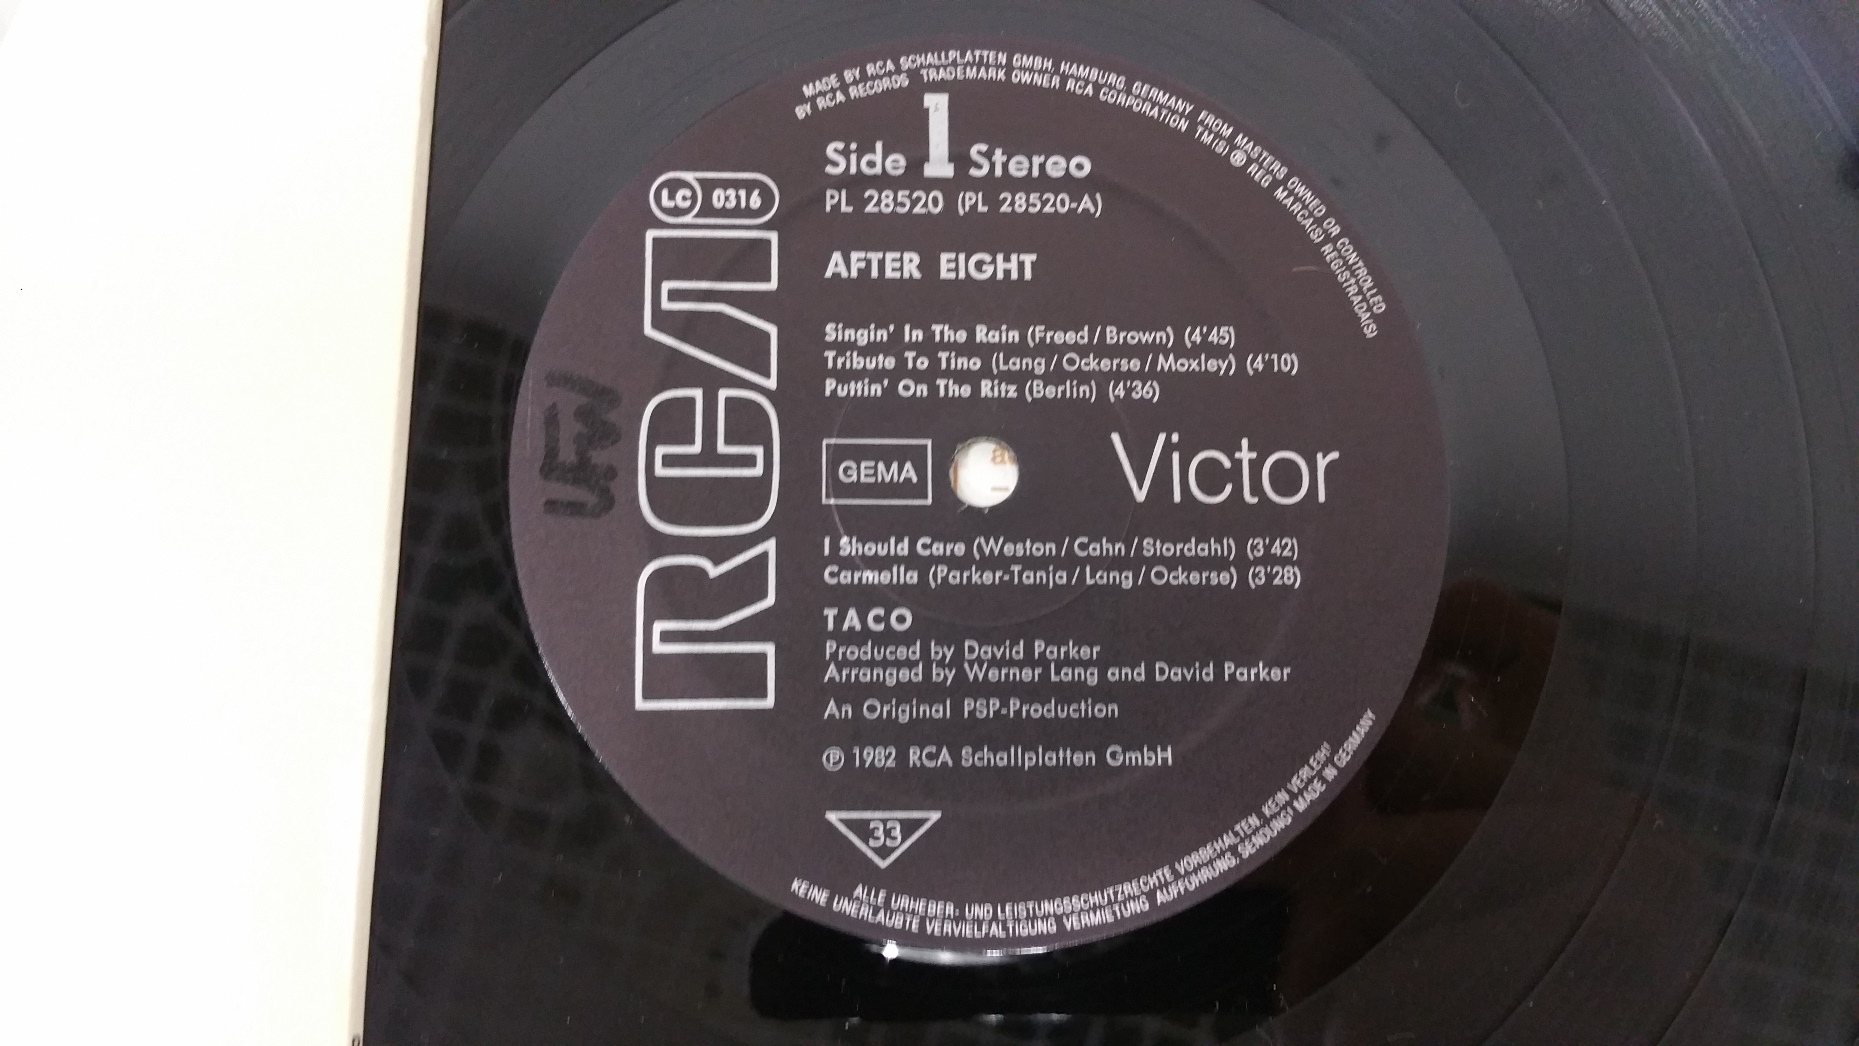 MADE BY RCA SCHALLPLATTEN GMBH, HAMBURG, GERMANY, FROM MASTERS OWNED OR CONTROLLED
BY RCA RECORDS TRADEMARK OWNER RCA CORPORATION TM(S) ® REG MARCA(S) REGISTRADA(S)
Side 1 Stereo
LC 0316
PL 28520 (PL 28520-A)
AFTER EIGHT
RCA
Singin' In The Rain (Freed / Brown) (4'45)
Tribute To Tino (Lang / Ockerse / Moxley) (4'10)
Puttin' On The Ritz (Berlin) (4'36)
GEMA
Victor
I Should Care (Weston / Cahn / Stordahl) (3'42)
Carmella (Parker-Tanja / Lang / Ockerse) (3'28)
TACO
Produced by David Parker
Arranged by Werner Lang and David Parker
An Original PSP-Production
℗ 1982 RCA Schallplatten GmbH
33
ALLE URHEBER- UND LEISTUNGSSCHUTZRECHTE VORBEHALTEN. KEIN VERLEIH!
KEINE UNERLAUBTE VERVIELFÄLTIGUNG, VERMIETUNG, AUFFÜHRUNG, SENDUNG! MADE IN GERMANY